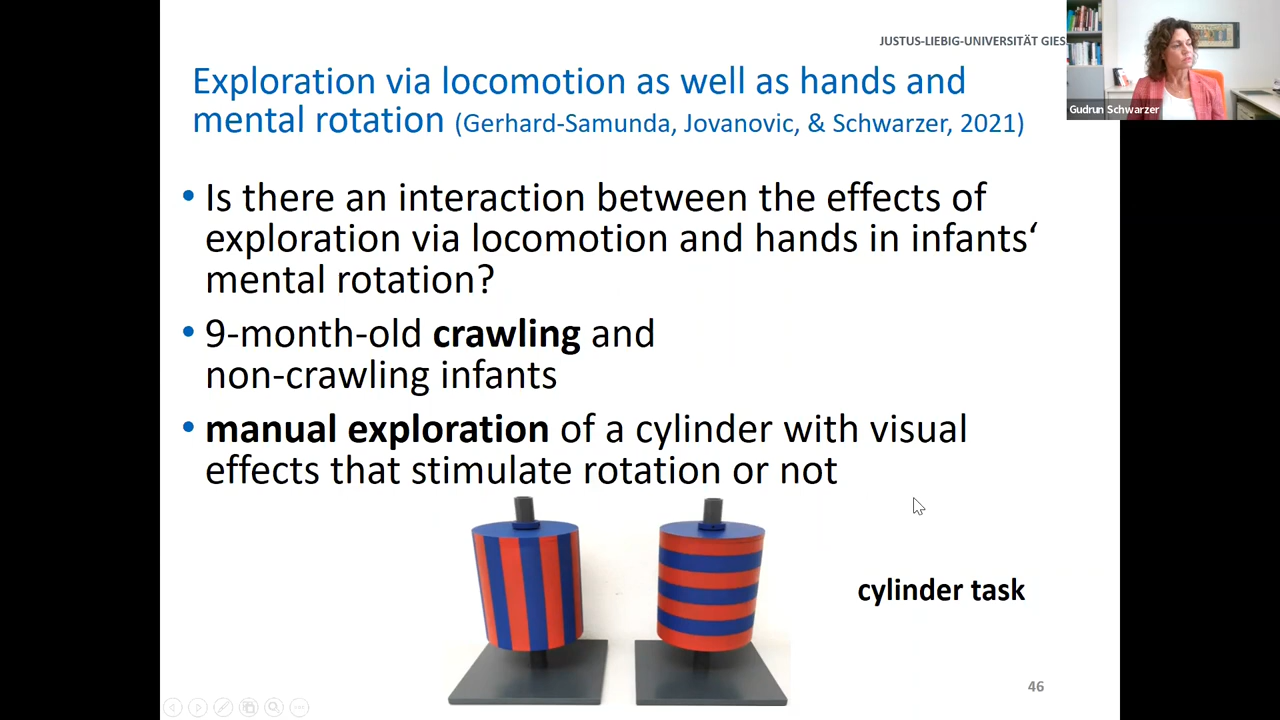 JUSTUS-LIEBIG-UNIVERSITÄT GIES
Gudrun Schwarzer
Exploration via locomotion as well as hands and
mental rotation (Gerhard-Samunda, Jovanovic, & Schwarzer, 2021)
• Is there an interaction between the effects of
exploration via locomotion and hands in infants‘
mental rotation?
• 9-month-old crawling and
non-crawling infants
• manual exploration of a cylinder with visual
effects that stimulate rotation or not
cylinder task
46